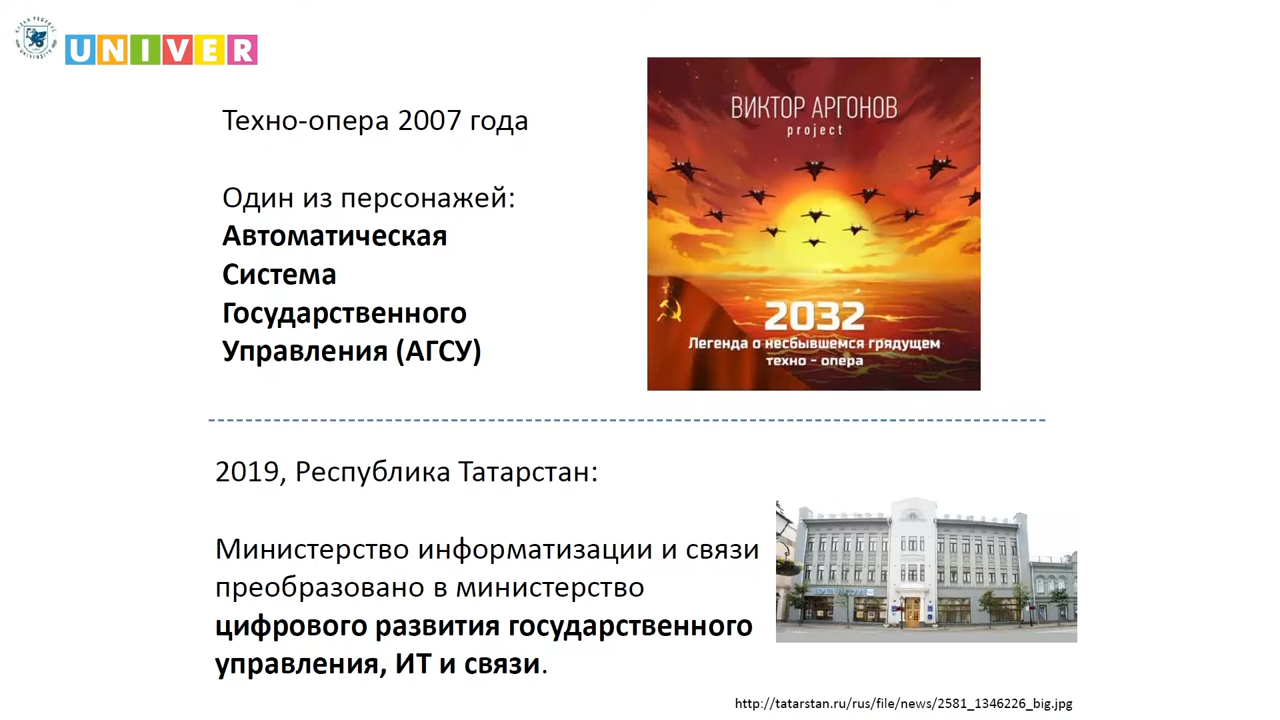 UNIVER
Техно-опера 2007 года
Один из персонажей:
Автоматическая
Система
Государственного
Управления (АГСУ)
ВИКТОР АРГОНОВ
project
2032
Легенда о несбывшемся грядущем
техно - опера
2019, Республика Татарстан:
Министерство информатизации и связи
преобразовано в министерство
цифрового развития государственного
управления, ИТ и связи.
http://tatarstan.ru/rus/file/news/2581_1346226_big.jpg